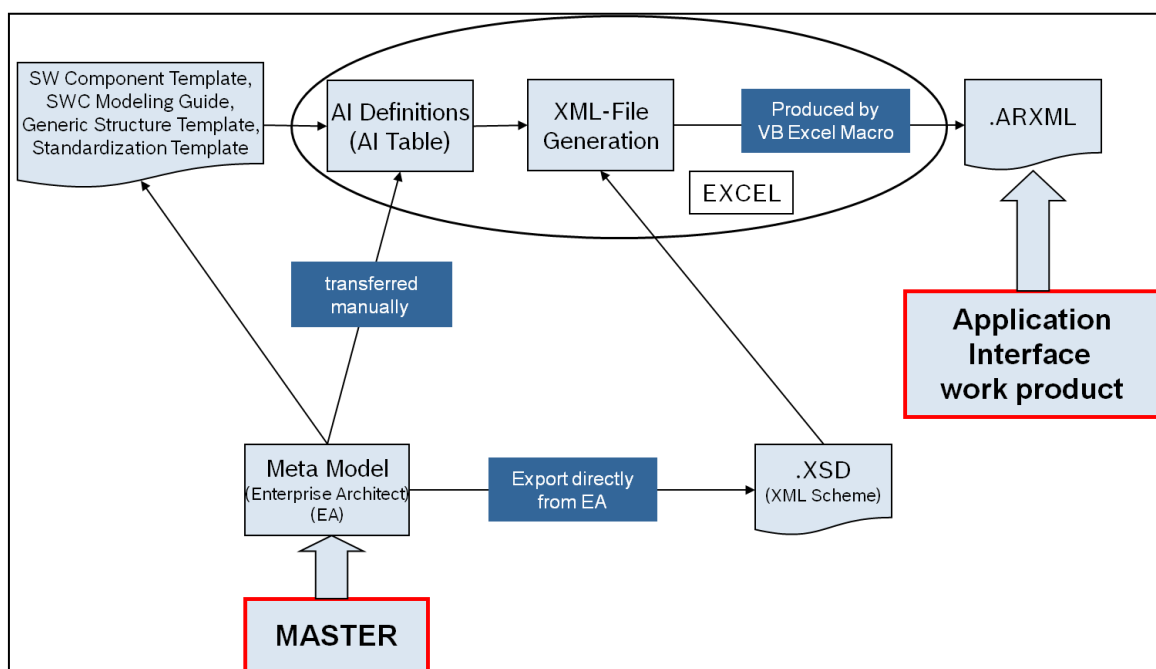 SW Component Template,
SWC Modeling Guide,
Generic Structure Template,
Standardization Template
AI Definitions
(AI Table)
XML-File
Generation
Produced by
VB Excel Macro
.ARXML
EXCEL
transferred
manually
Application
Interface
work product
Meta Model
(Enterprise Architect)
(EA)
Export directly
from EA
.XSD
(XML Scheme)
MASTER